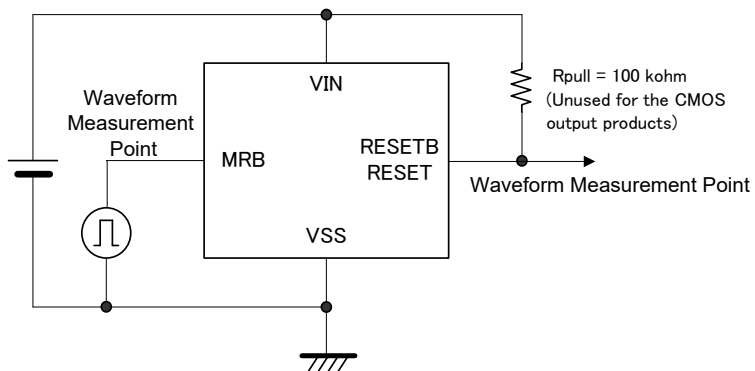 VIN
Rpull = 100 kohm
(Unused for the CMOS
output products)
Waveform
Measurement
Point
MRB
RESETB
RESET
Waveform Measurement Point
VSS